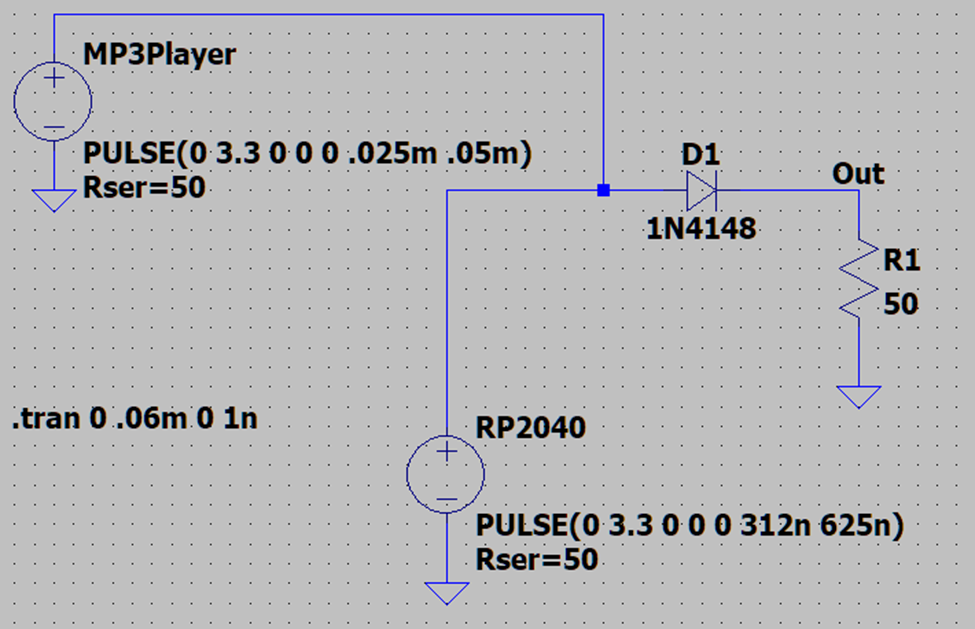 MP3Player
PULSE(0 3.3 0 0 0 .025m .05m)
Rser=50
D1
1N4148
Out
R1
50
.tran 0 .06m 0 1n
RP2040
PULSE(0 3.3 0 0 0 312n 625n)
Rser=50